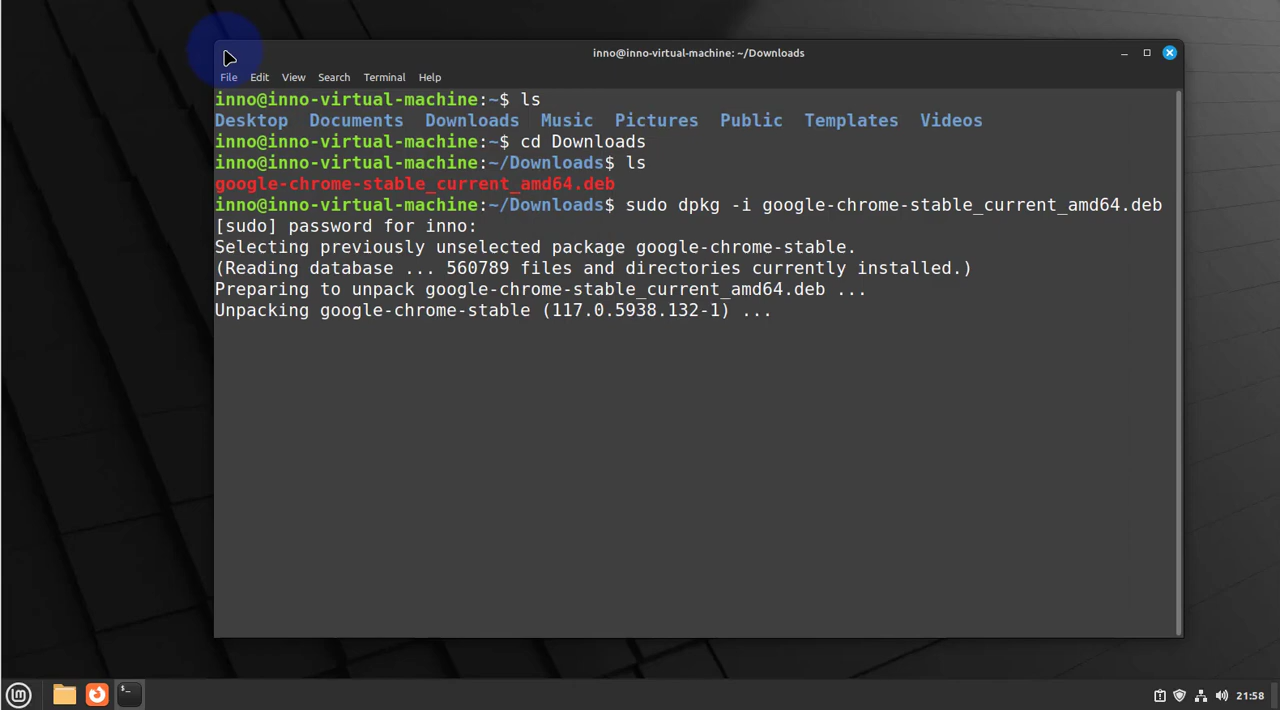 inno@inno-virtual-machine: ~/Downloads
File Edit View Search Terminal Help
inno@inno-virtual-machine:~$ ls
Desktop Documents Downloads Music Pictures Public Templates Videos
inno@inno-virtual-machine:~$ cd Downloads
inno@inno-virtual-machine:~/Downloads$ ls
google-chrome-stable_current_amd64.deb
inno@inno-virtual-machine:~/Downloads$ sudo dpkg -i google-chrome-stable_current_amd64.deb
[sudo] password for inno:
Selecting previously unselected package google-chrome-stable.
(Reading database ... 560789 files and directories currently installed.)
Preparing to unpack google-chrome-stable_current_amd64.deb ...
Unpacking google-chrome-stable (117.0.5938.132-1) ...
21:58